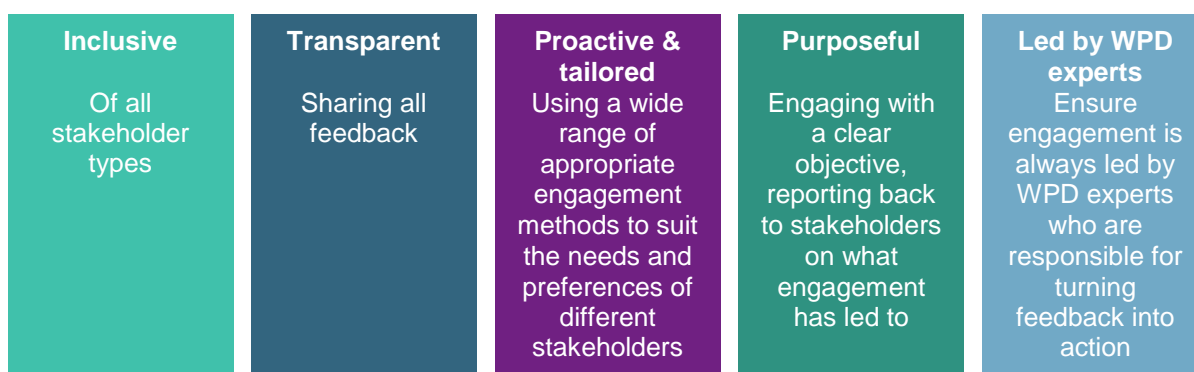 Inclusive
Of all
stakeholder
types
Transparent
Sharing all
feedback
Proactive &
tailored
Using a wide
range of
appropriate
engagement
methods to suit
the needs and
preferences of
different
stakeholders
Purposeful
Engaging with
a clear
objective,
reporting back
to stakeholders
on what
engagement
has led to
Led by WPD
experts
Ensure
engagement is
always led by
WPD experts
who are
responsible for
turning
feedback into
action